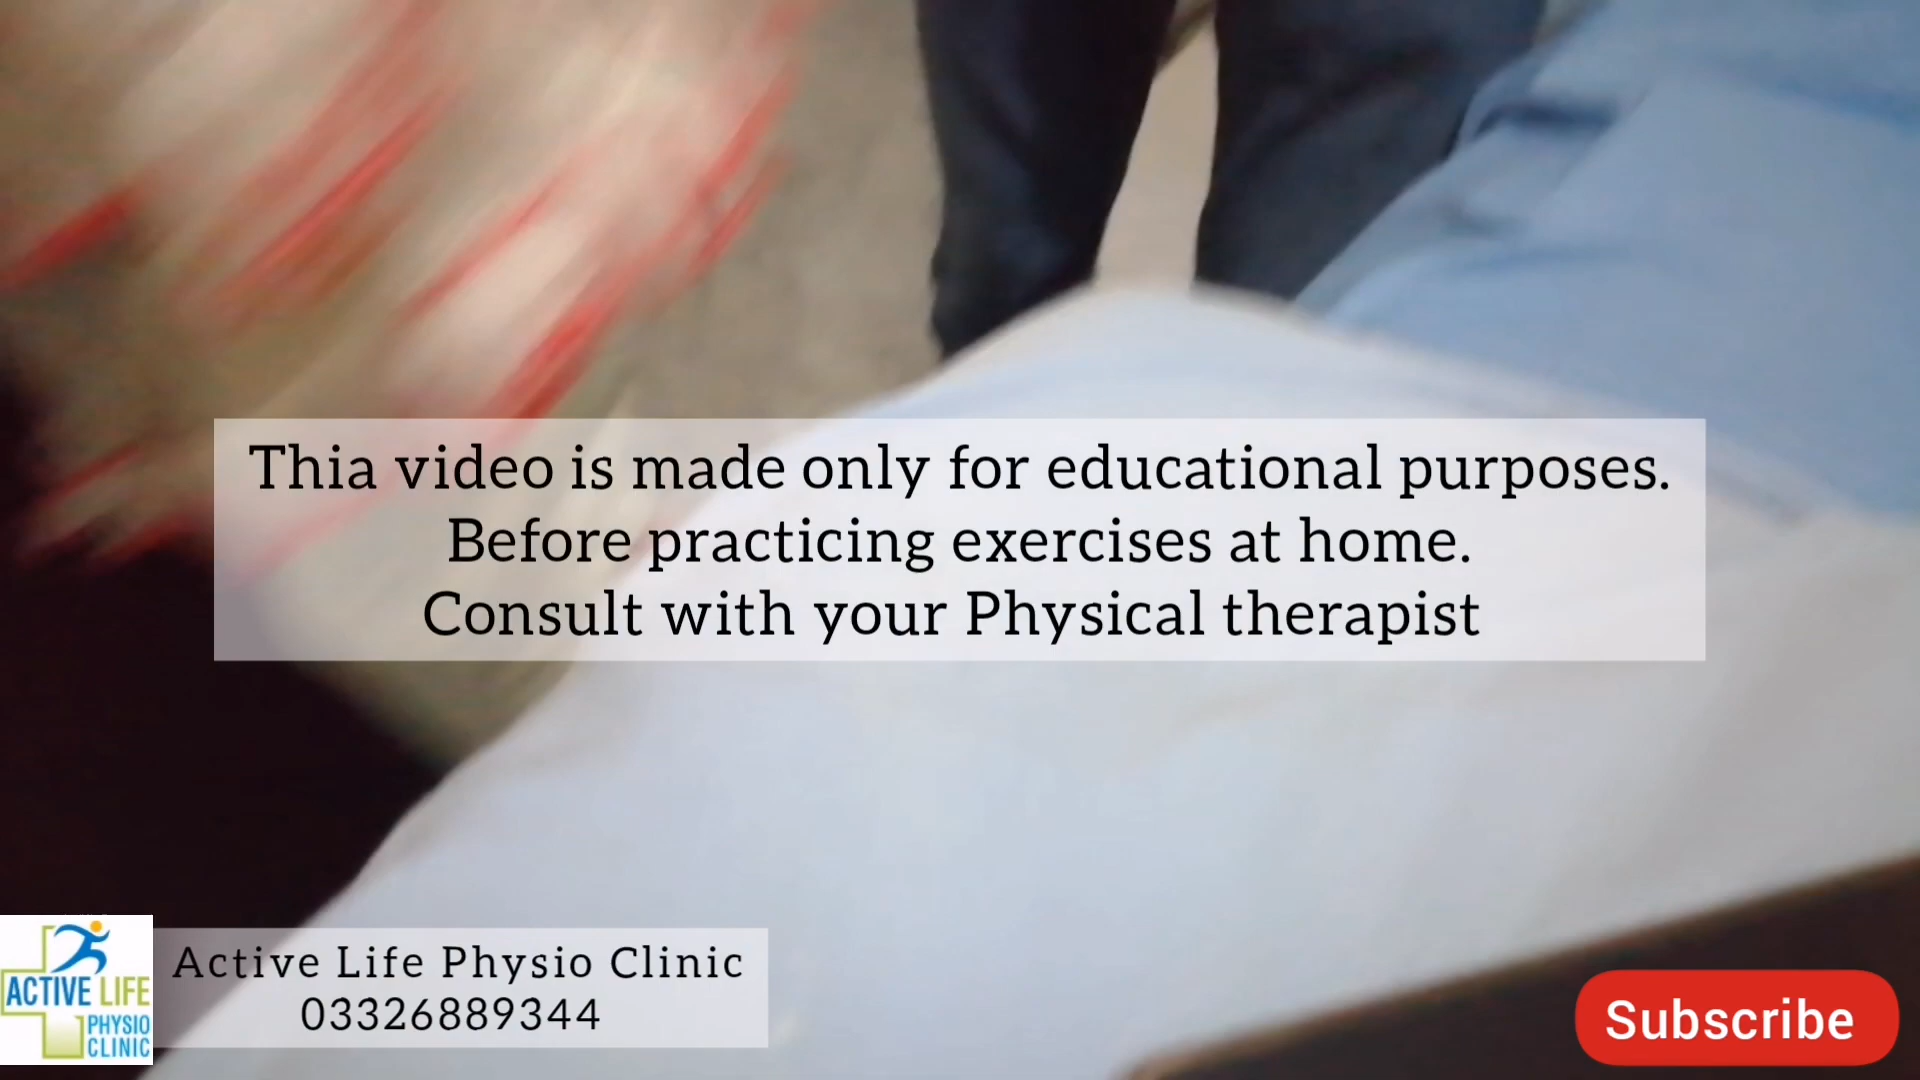 Thia video is made only for educational purposes.
Before practicing exercises at home.
Consult with your Physical therapist
ACTIVE LIFE
PHYSIO
CLINIC
Active Life Physio Clinic
03326889344
Subscribe